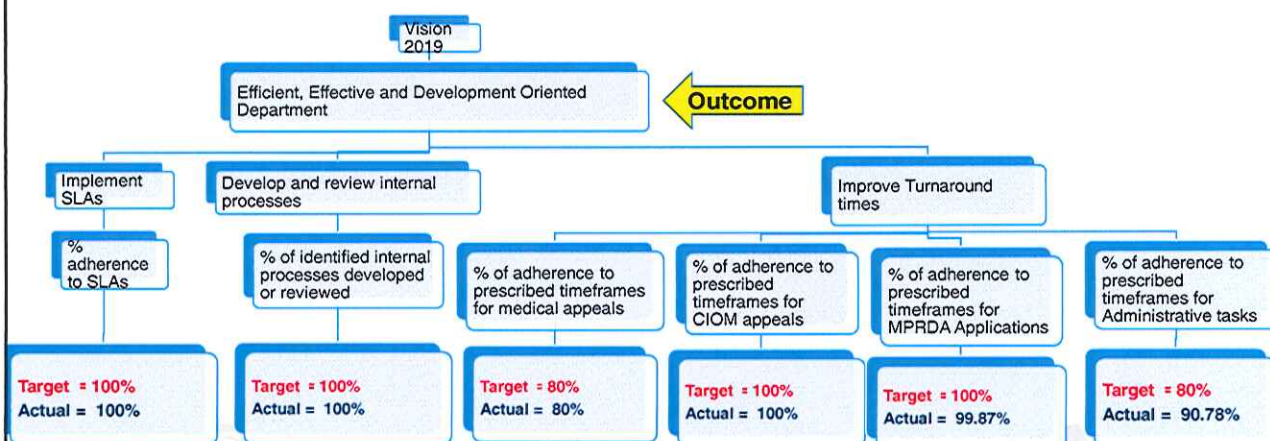 Vision
2019
Efficient, Effective and Development Oriented
Department
Outcome
Implement
SLAs
Develop and review internal
processes
Improve Turnaround
times
%
adherence
to SLAs
% of identified internal
processes developed
or reviewed
% of adherence to
prescribed timeframes
for medical appeals
% of adherence to
prescribed
timeframes for
CIOM appeals
% of adherence to
prescribed
timeframes for
MPRDA Applications
% of adherence to
prescribed
timeframes for
Administrative tasks
Target = 100%
Actual = 100%
Target = 100%
Actual = 100%
Target = 80%
Actual = 80%
Target = 100%
Actual = 100%
Target = 100%
Actual = 99.87%
Target = 80%
Actual = 90.78%